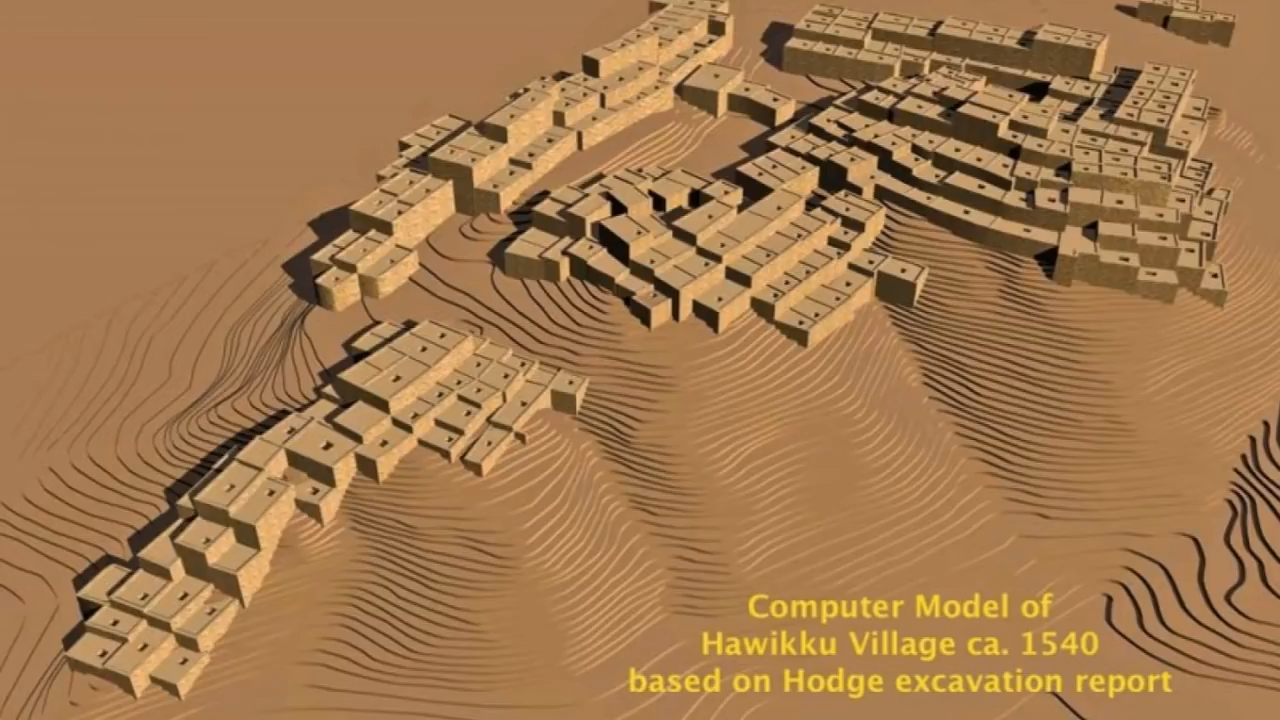 Computer Model of
Hawikku Village ca. 1540
based on Hodge excavation report